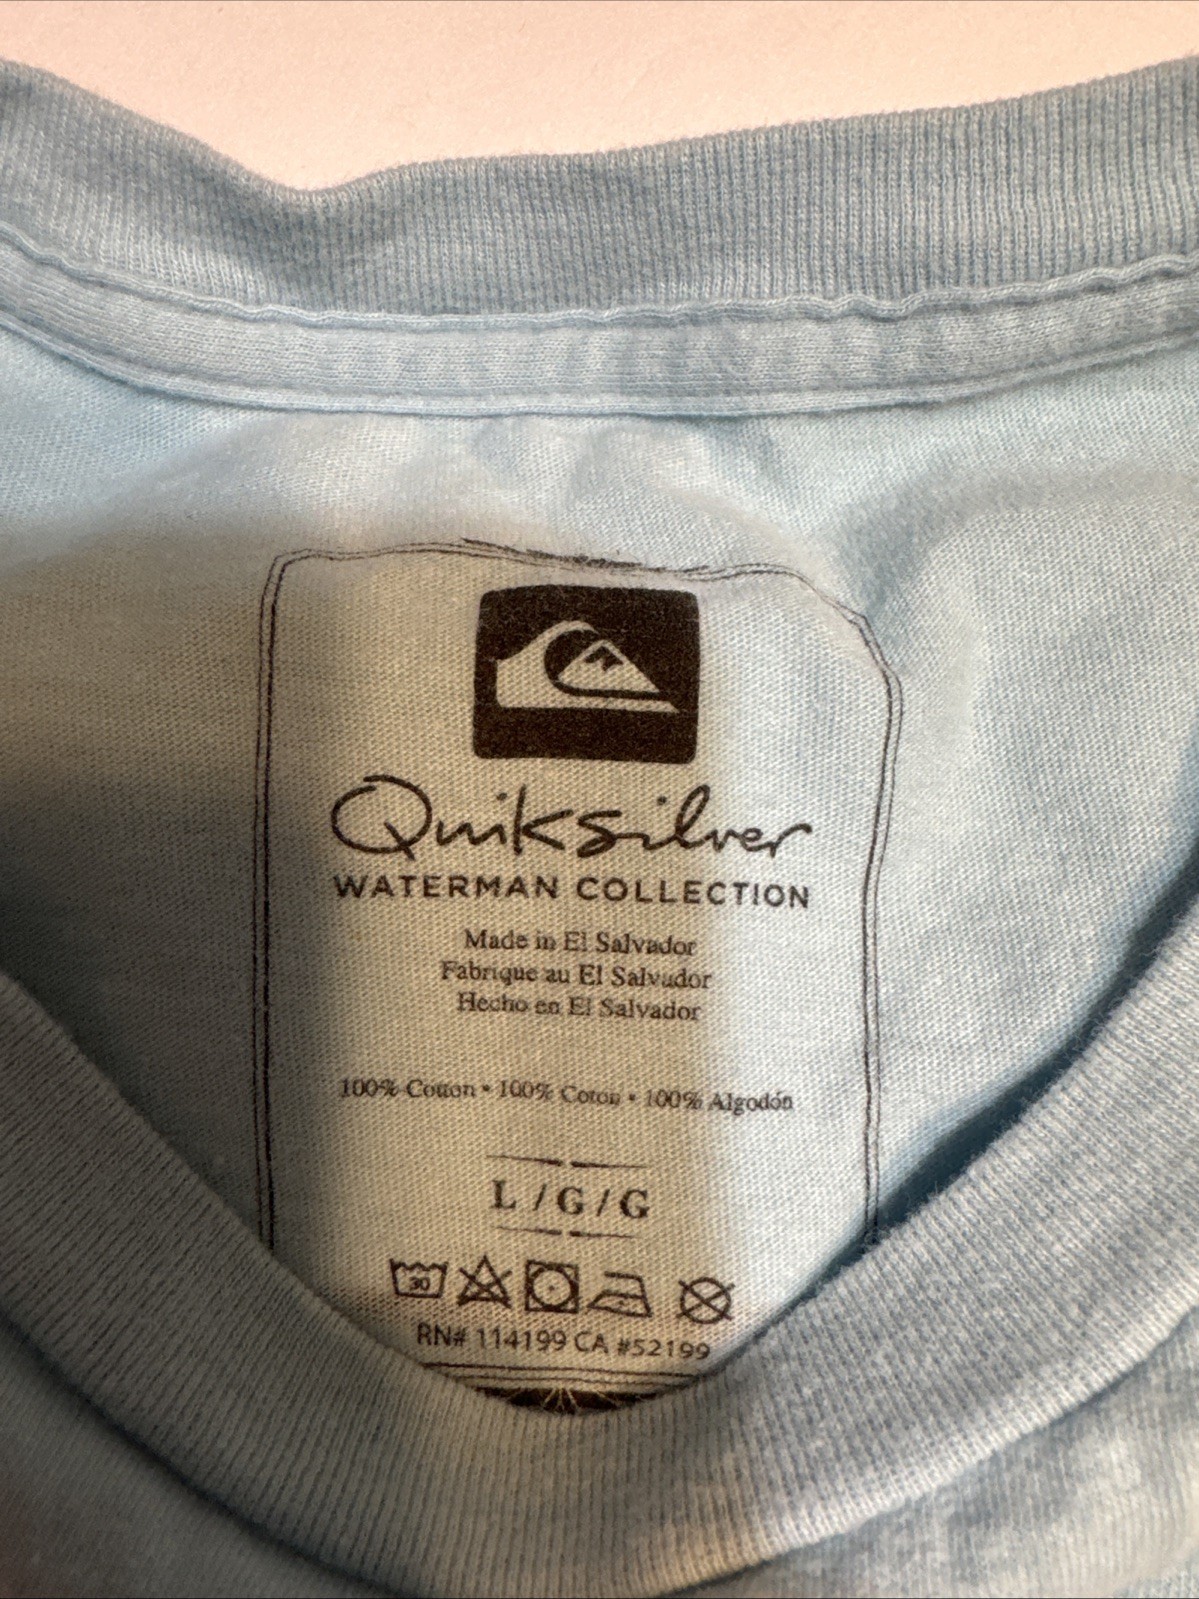 Quiksilver
WATERMAN COLLECTION
Made in El Salvador
Fabrique au El Salvador
Hecho en El Salvador
100% Cotton • 100% Coton • 100% Algodón
L / G / G
30
RN# 114199 CA #52199